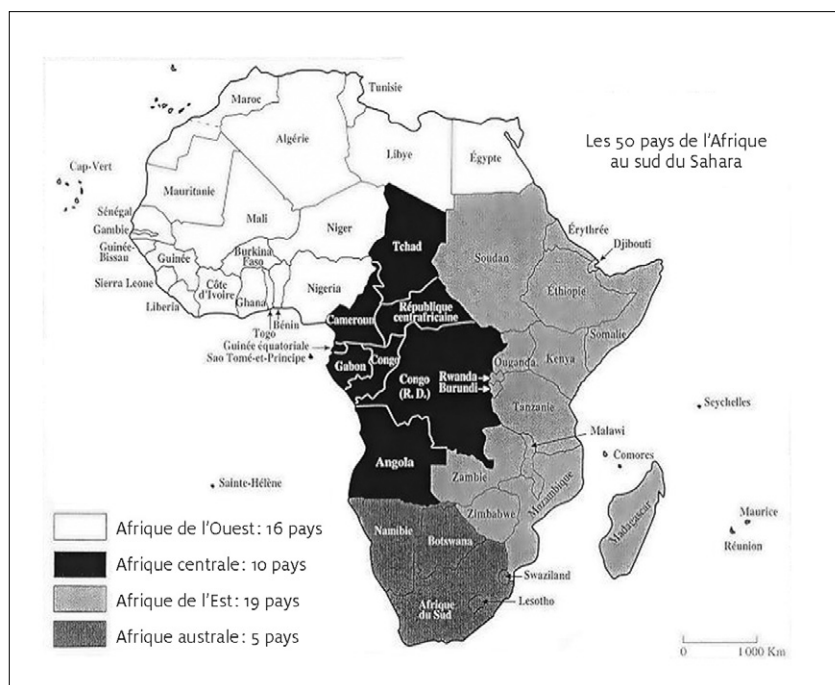 Les 50 pays de l'Afrique
au sud du Sahara
Tunisie
Maroc
Algérie
Libye
Égypte
Cap-Vert
Mauritanie
Mali
Niger
Tchad
Soudan
Érythrée
Djibouti
Sénégal
Gambie
Guinée-
Bissau
Guinée
Burkina
Faso
Sierra Leone
Côte
d'Ivoire
Liberia
Ghana
Togo
Bénin
Nigeria
Cameroun
République
centrafricaine
Éthiopie
Somalie
Guinée équatoriale
Sao Tomé-et-Principe
Gabon
Congo
Congo
(R. D.)
Ouganda
Kenya
Rwanda
Burundi
Tanzanie
Seychelles
Malawi
Comores
Angola
Zambie
Mozambique
Sainte-Hélène
Zimbabwe
Madagascar
Maurice
Réunion
Namibie
Botswana
Swaziland
Lesotho
Afrique
du Sud
Afrique de l'Ouest : 16 pays
Afrique centrale : 10 pays
Afrique de l'Est : 19 pays
Afrique australe : 5 pays
0 1 000 Km